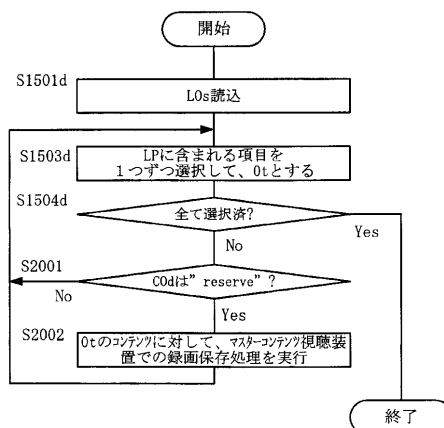 開始
S1501d
LOs読込
S1503d
LPに含まれる項目を
1つずつ選択して、Otとする
S1504d
全て選択済?
Yes
No
S2001
COdは”reserve”?
No
Yes
S2002
Otのコンテンツに対して、マスターコンテンツ視聴装
置での録画保存処理を実行
終了